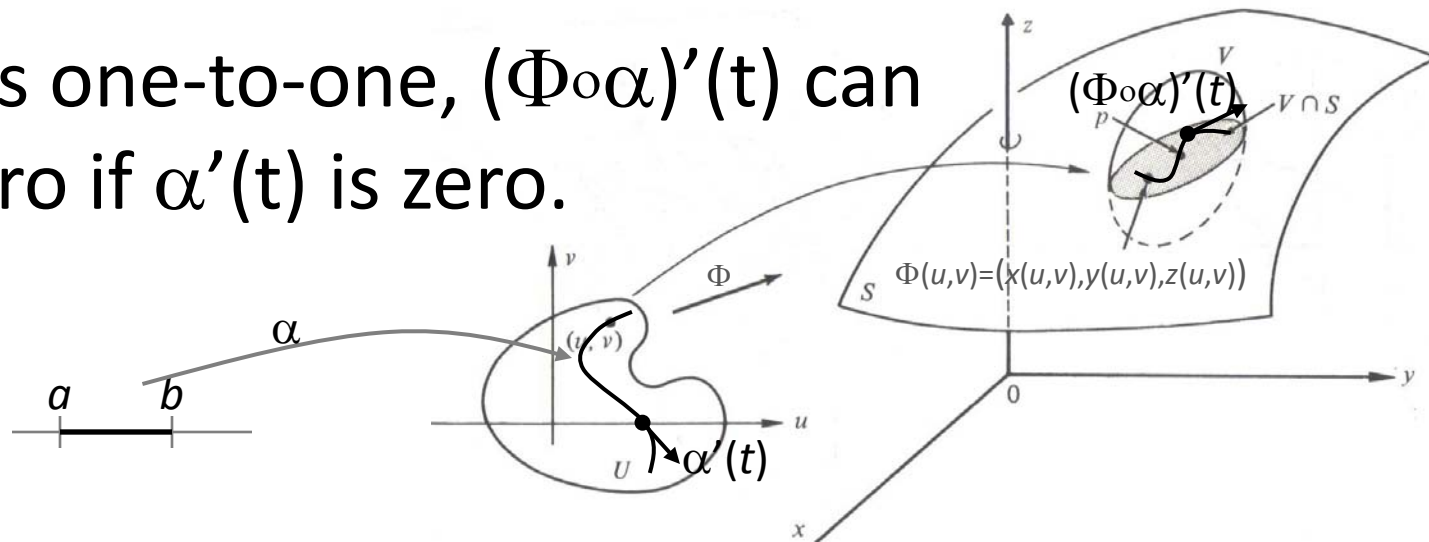 s one-to-one, (Φ∘α)’(t) can
ro if α’(t) is zero.
z
V
(Φ∘α)’(t)
p
V ∩ S
v
Φ
S
Φ(u,v)=(x(u,v),y(u,v),z(u,v))
α
(u, v)
a
b
y
0
u
U
α’(t)
x